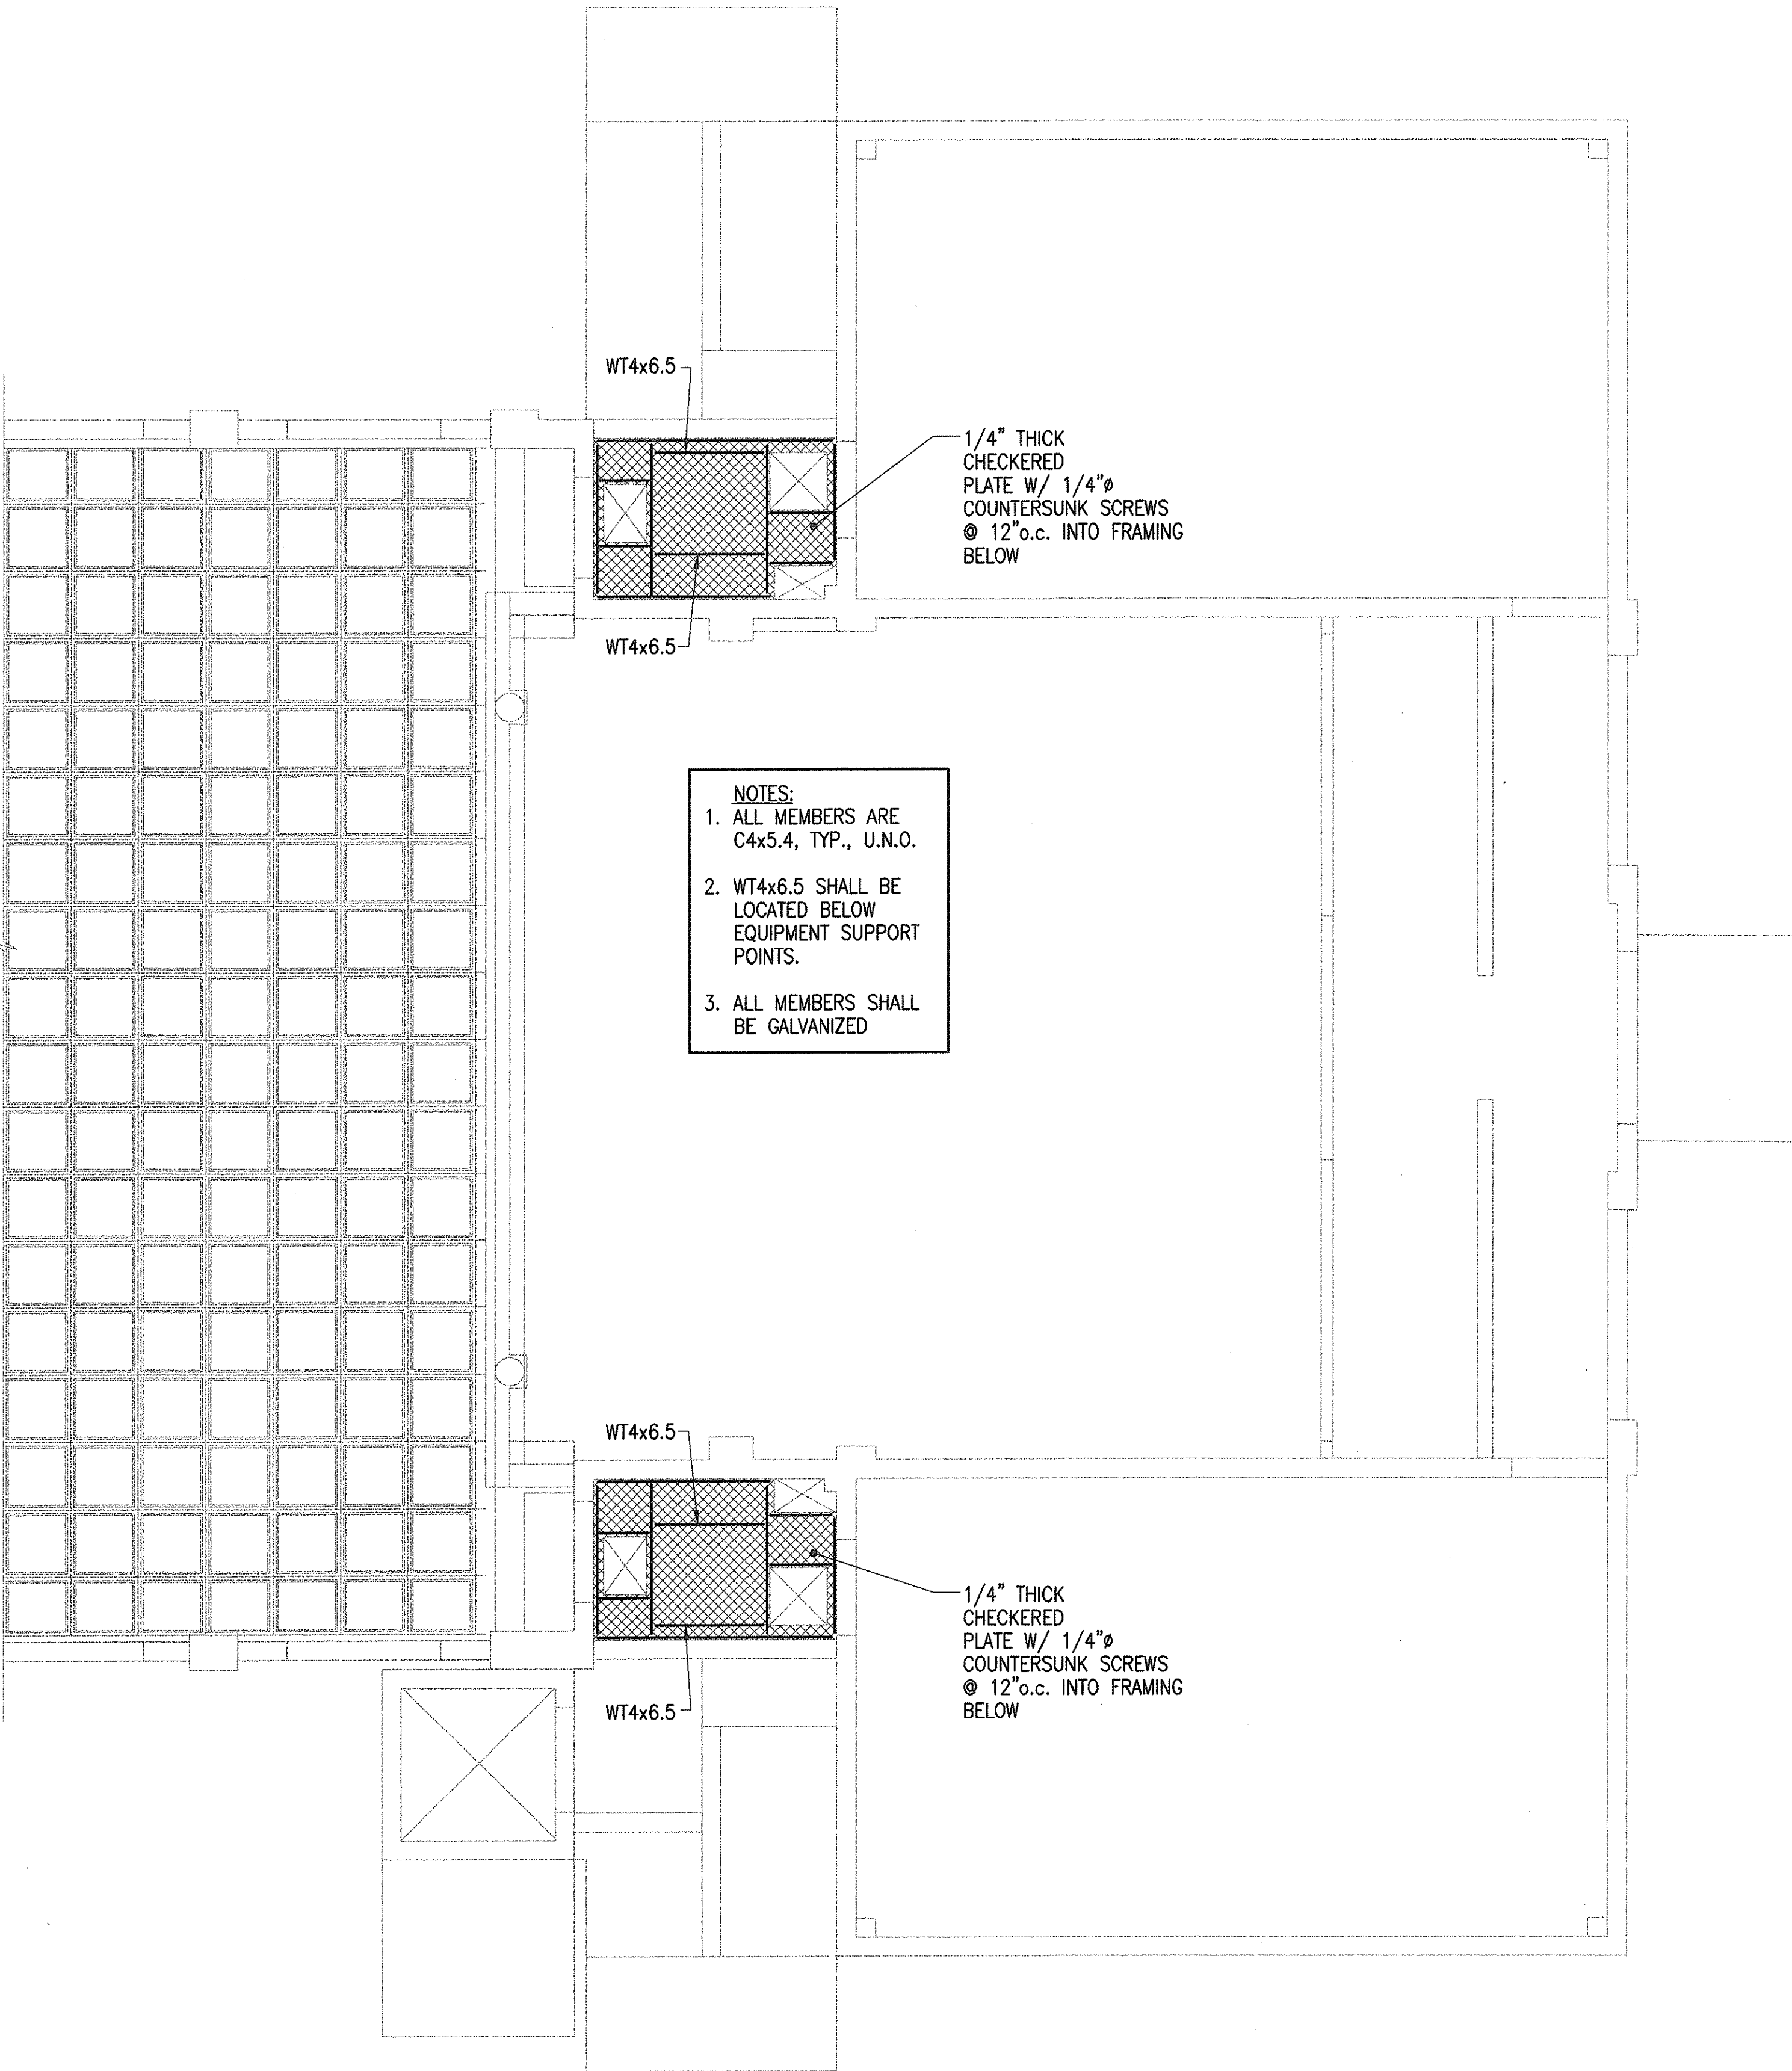 WT4x6.5
1/4" THICK
CHECKERED
PLATE W/ 1/4"ø
COUNTERSUNK SCREWS
@ 12"o.c. INTO FRAMING
BELOW
WT4x6.5
NOTES:
1. ALL MEMBERS ARE
C4x5.4, TYP., U.N.O.
2. WT4x6.5 SHALL BE
LOCATED BELOW
EQUIPMENT SUPPORT
POINTS.
3. ALL MEMBERS SHALL
BE GALVANIZED
WT4x6.5
1/4" THICK
CHECKERED
PLATE W/ 1/4"ø
COUNTERSUNK SCREWS
@ 12"o.c. INTO FRAMING
BELOW
WT4x6.5